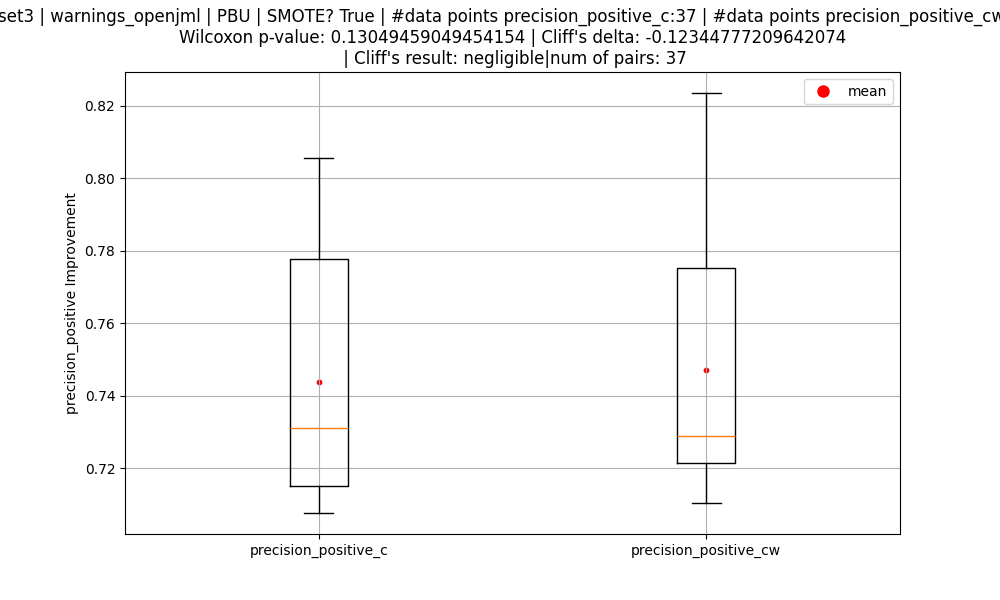 set3 | warnings_openjml | PBU | SMOTE? True | #data points precision_positive_c:37 | #data points precision_positive_cw
Wilcoxon p-value: 0.13049459049454154 | Cliff's delta: -0.12344777209642074
| Cliff's result: negligible|num of pairs: 37
mean
0.82
0.80
0.78
0.76
0.74
0.72
precision_positive Improvement
precision_positive_c
precision_positive_cw